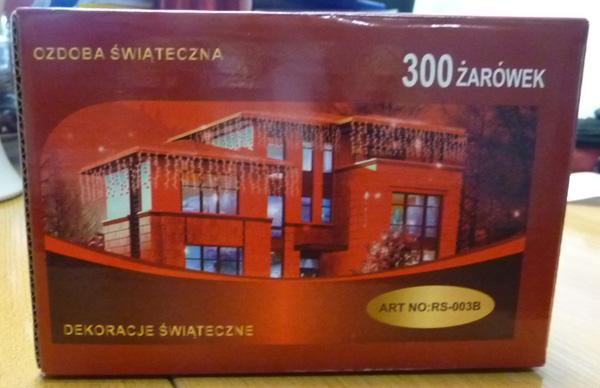 OZDOBA ŚWIĄTECZNA
300 ŻARÓWEK
ART NO:RS-003B
DEKORACJE ŚWIĄTECZNE